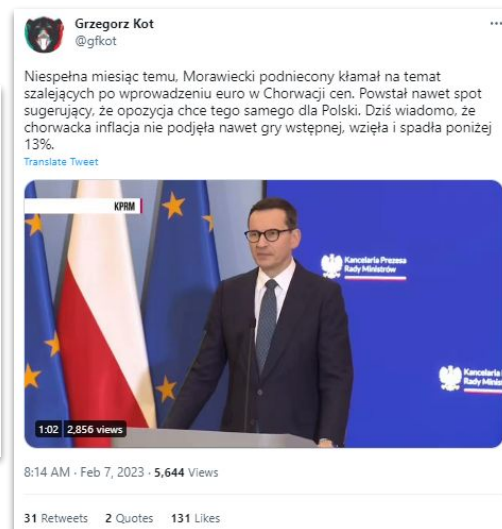 Grzegorz Kot
@gfkot
Niespełna miesiąc temu, Morawiecki podniecony kłamał na temat
szalejących po wprowadzeniu euro w Chorwacji cen. Powstał nawet spot
sugerujący, że opozycja chce tego samego dla Polski. Dziś wiadomo, że
chorwacka inflacja nie podjęła nawet gry wstępnej, wzięła i spadła poniżej
13%.
Translate Tweet
KPRM
Kancelaria Prezesa
Rady Ministrów
Kancelaria
Rady Minist
1:02 2,856 views
8:14 AM · Feb 7, 2023 · 5,644 Views
31 Retweets 2 Quotes 131 Likes